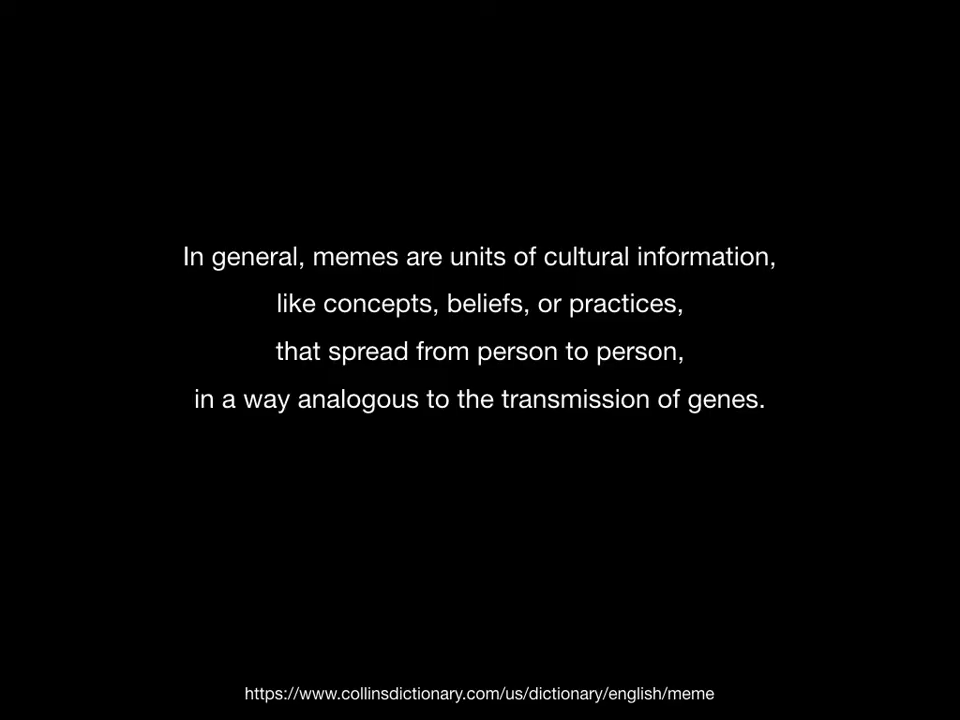 In general, memes are units of cultural information,
like concepts, beliefs, or practices,
that spread from person to person,
in a way analogous to the transmission of genes.
https://www.collinsdictionary.com/us/dictionary/english/meme